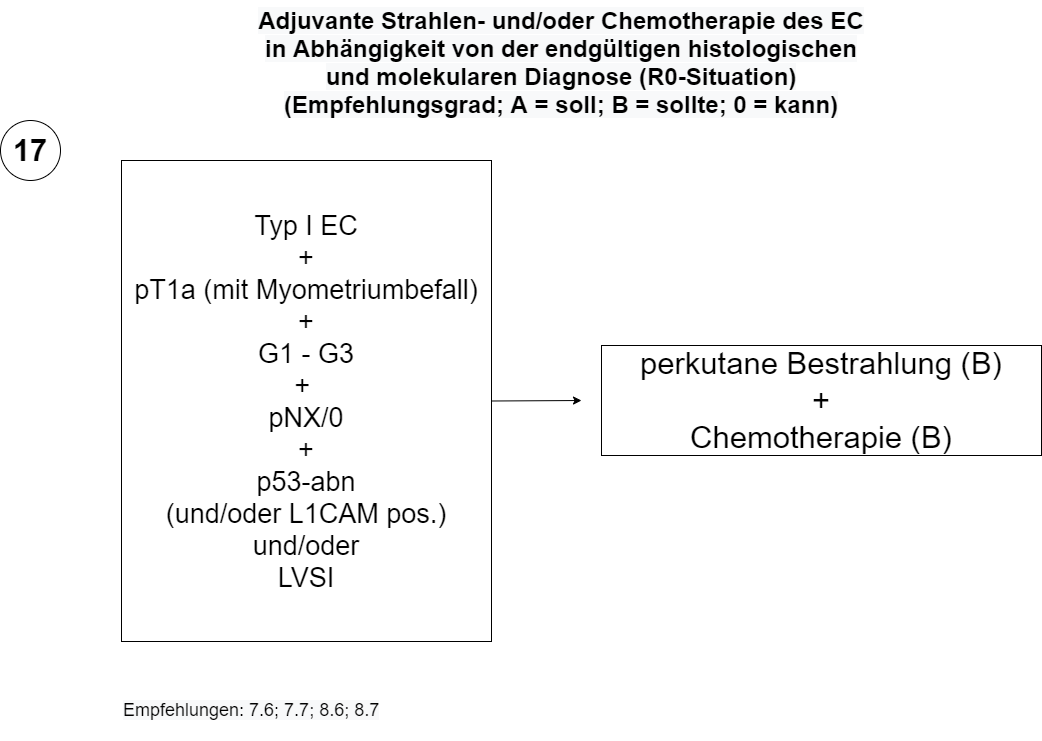 Adjuvante Strahlen- und/oder Chemotherapie des EC
in Abhängigkeit von der endgültigen histologischen
und molekularen Diagnose (R0-Situation)
(Empfehlungsgrad; A = soll; B = sollte; 0 = kann)
17
Typ I EC
+
pT1a (mit Myometriumbefall)
+
G1 - G3
+
pNX/0
+
p53-abn
(und/oder L1CAM pos.)
und/oder
LVSI
perkutane Bestrahlung (B)
+
Chemotherapie (B)
Empfehlungen: 7.6; 7.7; 8.6; 8.7